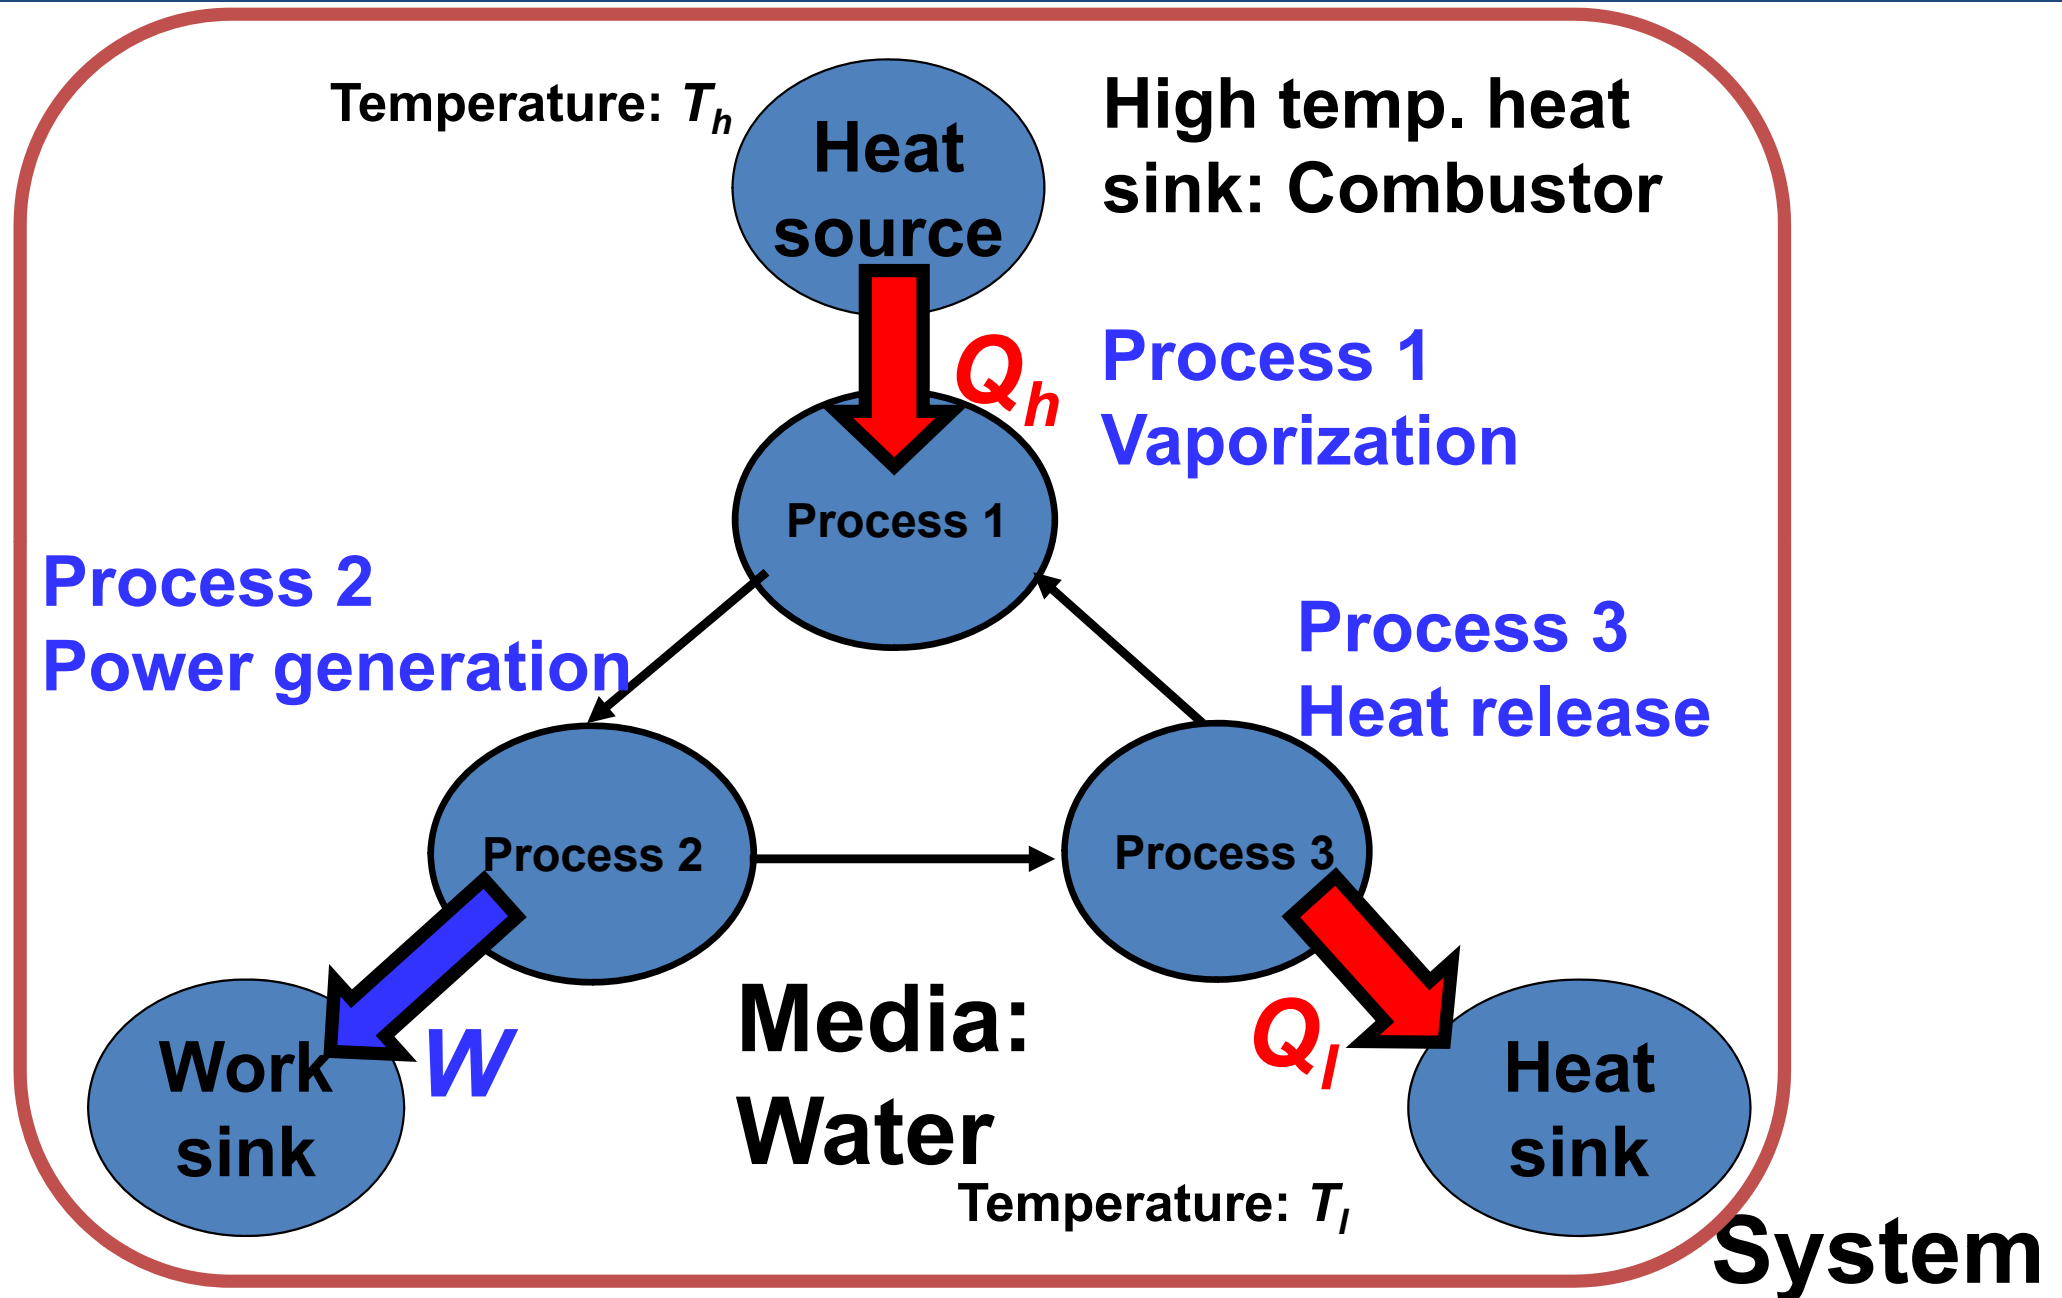 Temperature: Th
Heat
source
High temp. heat
sink: Combustor
Qh
Process 1
Vaporization
Process 1
Process 2
Power generation
Process 3
Heat release
Process 2
Process 3
Work
sink
W
Media:
Water
Ql
Heat
sink
Temperature: Tl
System